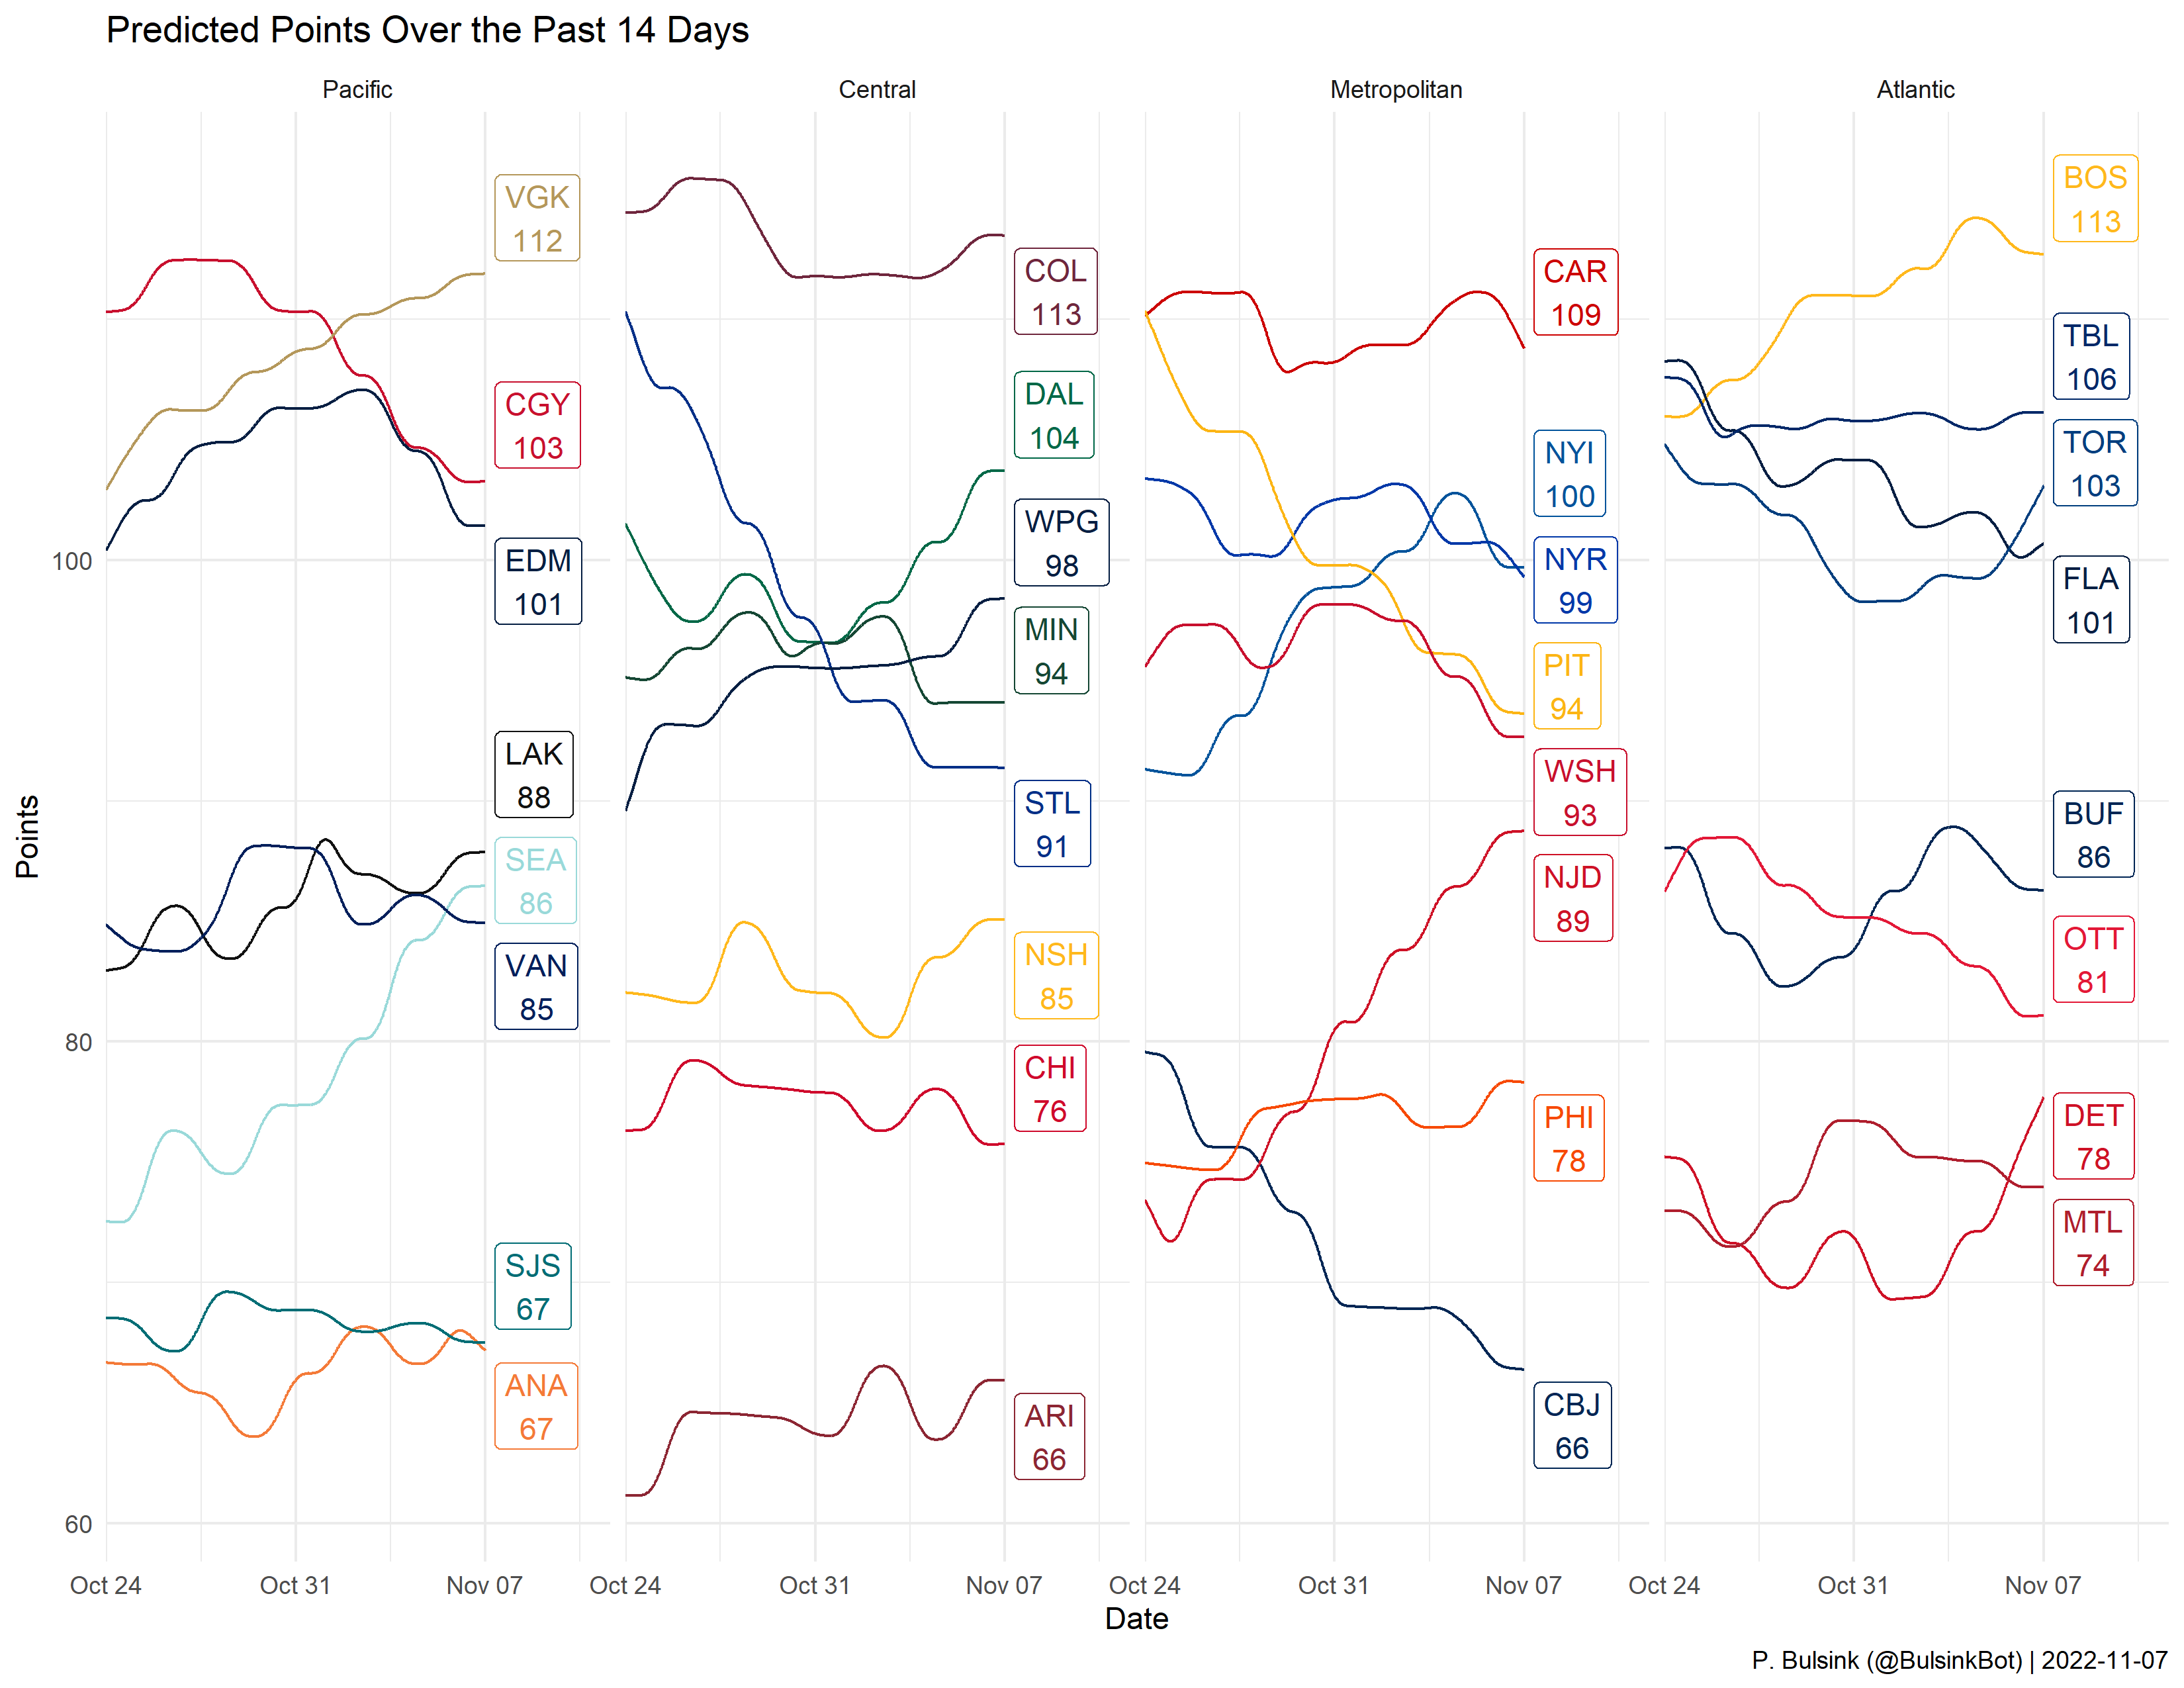 Predicted Points Over the Past 14 Days
Pacific
Central
Metropolitan
Atlantic
Points
100
80
60
VGK
112
CGY
103
EDM
101
LAK
88
SEA
86
VAN
85
SJS
67
ANA
67
COL
113
DAL
104
WPG
98
MIN
94
STL
91
NSH
85
CHI
76
ARI
66
CAR
109
NYI
100
NYR
99
PIT
94
WSH
93
NJD
89
PHI
78
CBJ
66
BOS
113
TBL
106
TOR
103
FLA
101
BUF
86
OTT
81
DET
78
MTL
74
Oct 24
Oct 31
Nov 07
Oct 24
Oct 31
Nov 07
Oct 24
Oct 31
Nov 07
Oct 24
Oct 31
Nov 07
Date
P. Bulsink (@BulsinkBot) | 2022-11-07